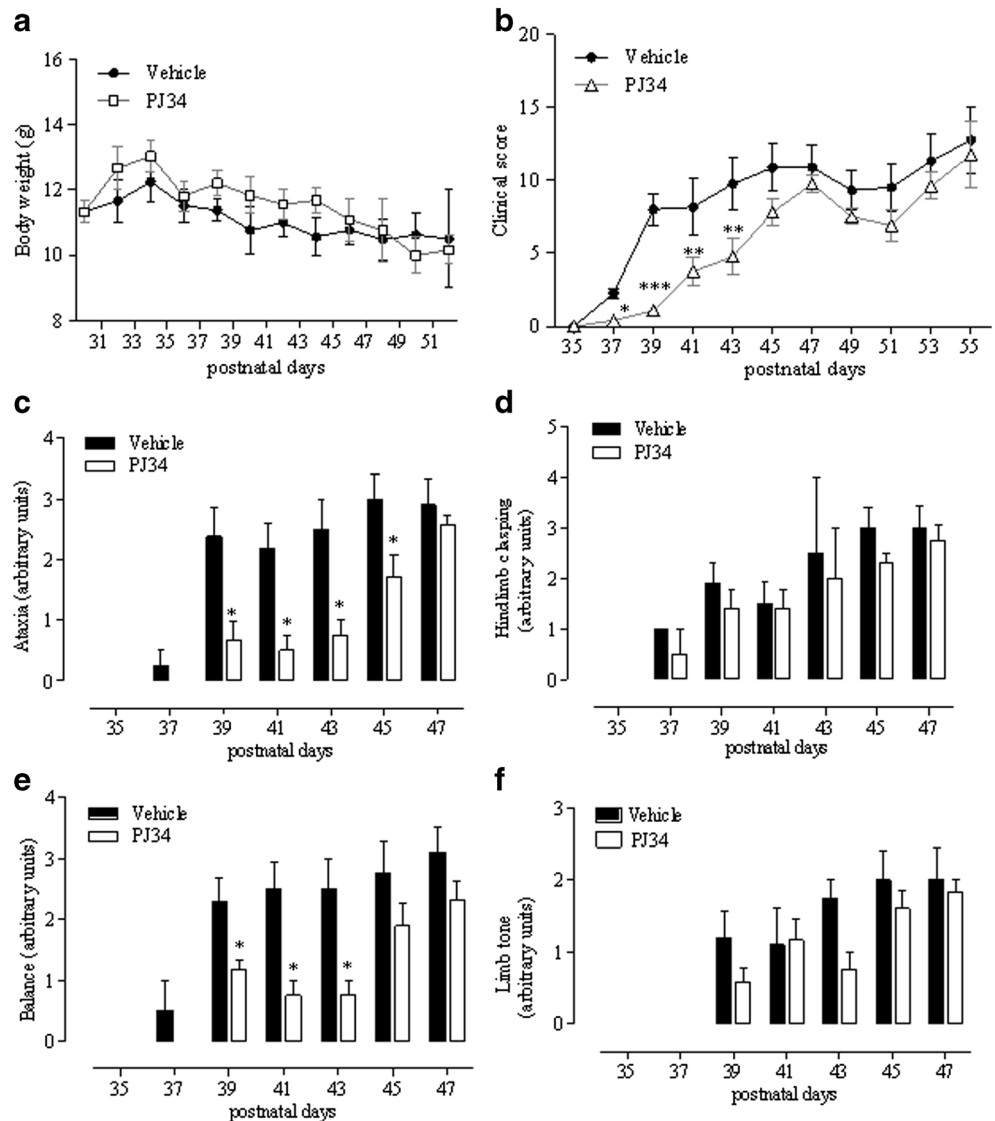 a
16
14
12
10
8
Body weight (g)
Vehicle
PJ34
31 33 35 36 38 40 41 43 45 47 49 51
postnatal days
b
20
15
10
5
0
Clinical score
Vehicle
PJ34
*
***
**
**
35 37 39 41 43 45 47 49 51 53 55
postnatal days
c
4
3
2
1
0
Ataxia (arbitrary units)
Vehicle
PJ34
*
*
*
*
35 37 39 41 43 45 47
postnatal days
d
5
4
3
2
1
0
Hindlimb clasping
(arbitrary units)
Vehicle
PJ34
35 37 39 41 43 45 47
postnatal days
e
4
3
2
1
0
Balance (arbitrary units)
Vehicle
PJ34
*
*
*
35 37 39 41 43 45 47
postnatal days
f
3
2
1
0
Limb tone
(arbitrary units)
Vehicle
PJ34
35 37 39 41 43 45 47
postnatal days